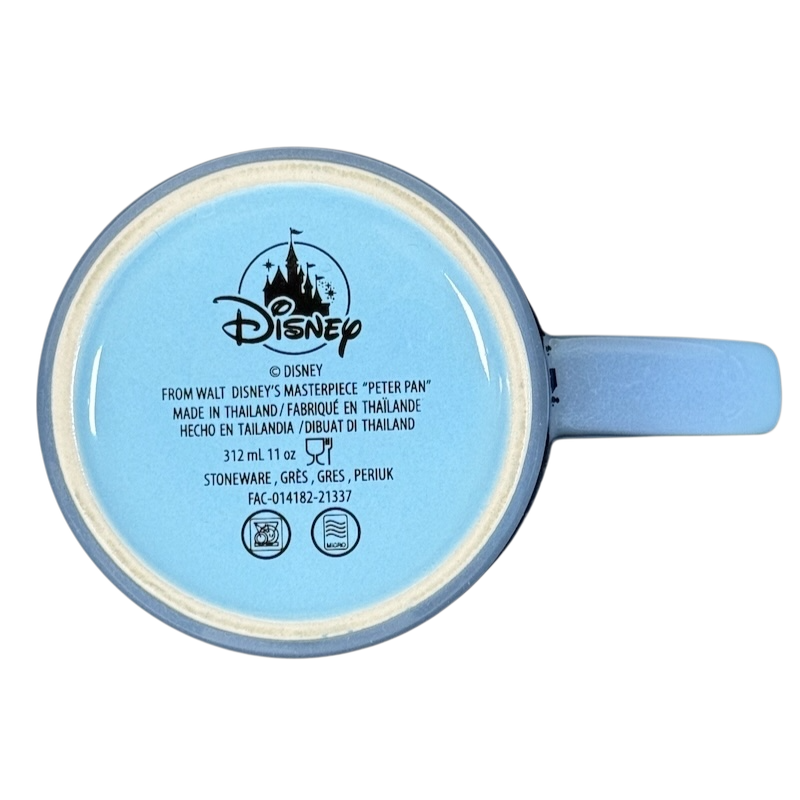 Disney
© DISNEY
FROM WALT DISNEY'S MASTERPIECE "PETER PAN"
MADE IN THAILAND / FABRIQUÉ EN THAÏLANDE
HECHO EN TAILANDIA / DIBUAT DI THAILAND
312 mL 11 oz
STONEWARE , GRÈS , GRES , PERIUK
FAC-014182-21337
MICRO